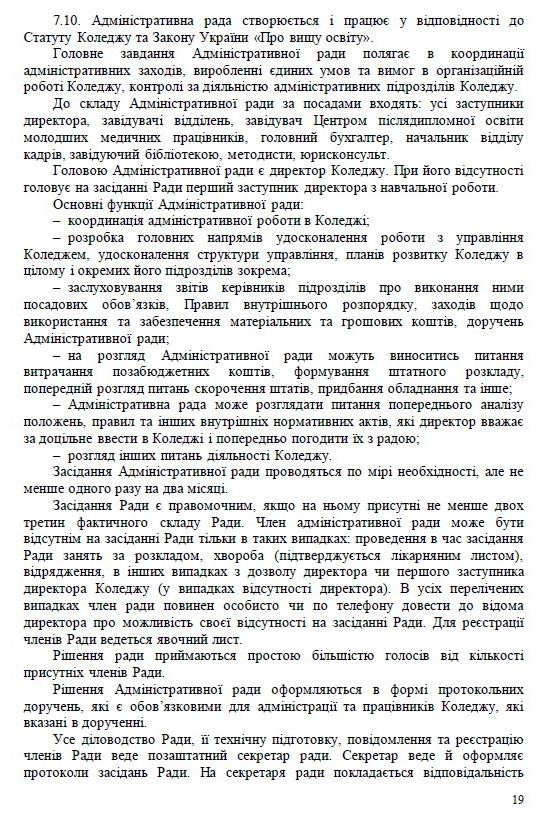 7.10. Адміністративна рада створюється і працює у відповідності до
Статуту Коледжу та Закону України «Про вищу освіту».
Головне завдання Адміністративної ради полягає в координації
адміністративних заходів, виробленні єдиних умов та вимог в організаційній
роботі Коледжу, контролі за діяльністю адміністративних підрозділів Коледжу.
До складу Адміністративної ради за посадами входять: усі заступники
директора, завідувачі відділень, завідувач Центром післядипломної освіти
молодших медичних працівників, головний бухгалтер, начальник відділу
кадрів, завідуючий бібліотекою, методисти, юрисконсульт.
Головою Адміністративної ради є директор Коледжу. При його відсутності
головує на засіданні Ради перший заступник директора з навчальної роботи.
Основні функції Адміністративної ради:
– координація адміністративної роботи в Коледжі;
– розробка головних напрямів удосконалення роботи з управління
Коледжем, удосконалення структури управління, планів розвитку Коледжу в
цілому і окремих його підрозділів зокрема;
– заслуховування звітів керівників підрозділів про виконання ними
посадових обов’язків, Правил внутрішнього розпорядку, заходів щодо
використання та забезпечення матеріальних та грошових коштів, доручень
Адміністративної ради;
– на розгляд Адміністративної ради можуть виноситись питання
витрачання позабюджетних коштів, формування штатного розкладу,
попередній розгляд питань скорочення штатів, придбання обладнання та інше;
– Адміністративна рада може розглядати питання попереднього аналізу
положень, правил та інших внутрішніх нормативних актів, які директор вважає
за доцільне ввести в Коледжі і попередньо погодити їх з радою;
– розгляд інших питань діяльності Коледжу.
Засідання Адміністративної ради проводяться по мірі необхідності, але не
менше одного разу на два місяці.
Засідання Ради є правомочним, якщо на ньому присутні не менше двох
третин фактичного складу Ради. Член адміністративної ради може бути
відсутнім на засіданні Ради тільки в таких випадках: проведення в час засідання
Ради занять за розкладом, хвороба (підтверджується лікарняним листом),
відрядження, в інших випадках з дозволу директора чи першого заступника
директора Коледжу (у випадках відсутності директора). В усіх перелічених
випадках член ради повинен особисто чи по телефону довести до відома
директора про можливість своєї відсутності на засіданні Ради. Для реєстрації
членів Ради ведеться явочний лист.
Рішення ради приймаються простою більшістю голосів від кількості
присутніх членів Ради.
Рішення Адміністративної ради оформляються в формі протокольних
доручень, які є обов’язковими для адміністрації та працівників Коледжу, які
вказані в дорученні.
Усе діловодство Ради, її технічну підготовку, повідомлення та реєстрацію
членів Ради веде позаштатний секретар ради. Секретар веде й оформляє
протоколи засідань Ради. На секретаря ради покладається відповідальність
19